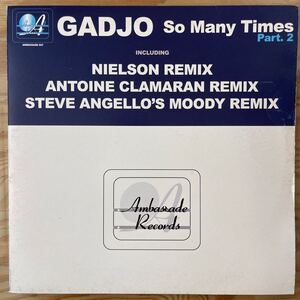 GADJO So Many Times
Part. 2
INCLUDING
NIELSON REMIX
ANTOINE CLAMARAN REMIX
STEVE ANGELLO'S MOODY REMIX
Ambassade
Records